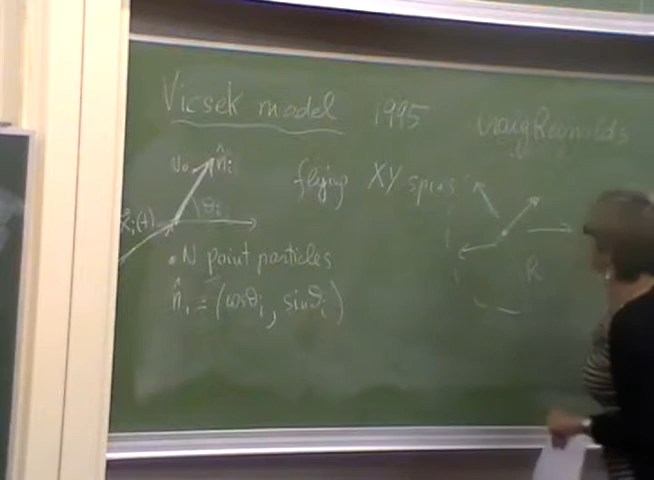 Vicsek model 1995 Craig Reynolds
v₀ n̂ᵢ flying XY spins
ϑᵢ
x⃗ᵢ(t)
• N point particles
R
n̂ᵢ = (cosϑᵢ, sinϑᵢ)